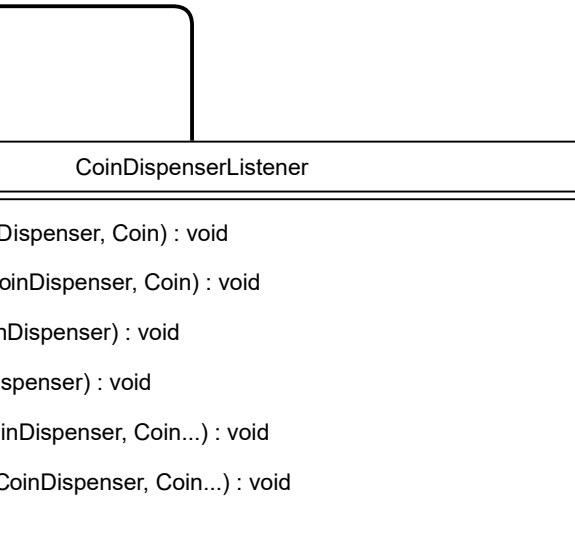 CoinDispenserListener
Dispenser, Coin) : void
oinDispenser, Coin) : void
nDispenser) : void
spenser) : void
inDispenser, Coin...) : void
CoinDispenser, Coin...) : void